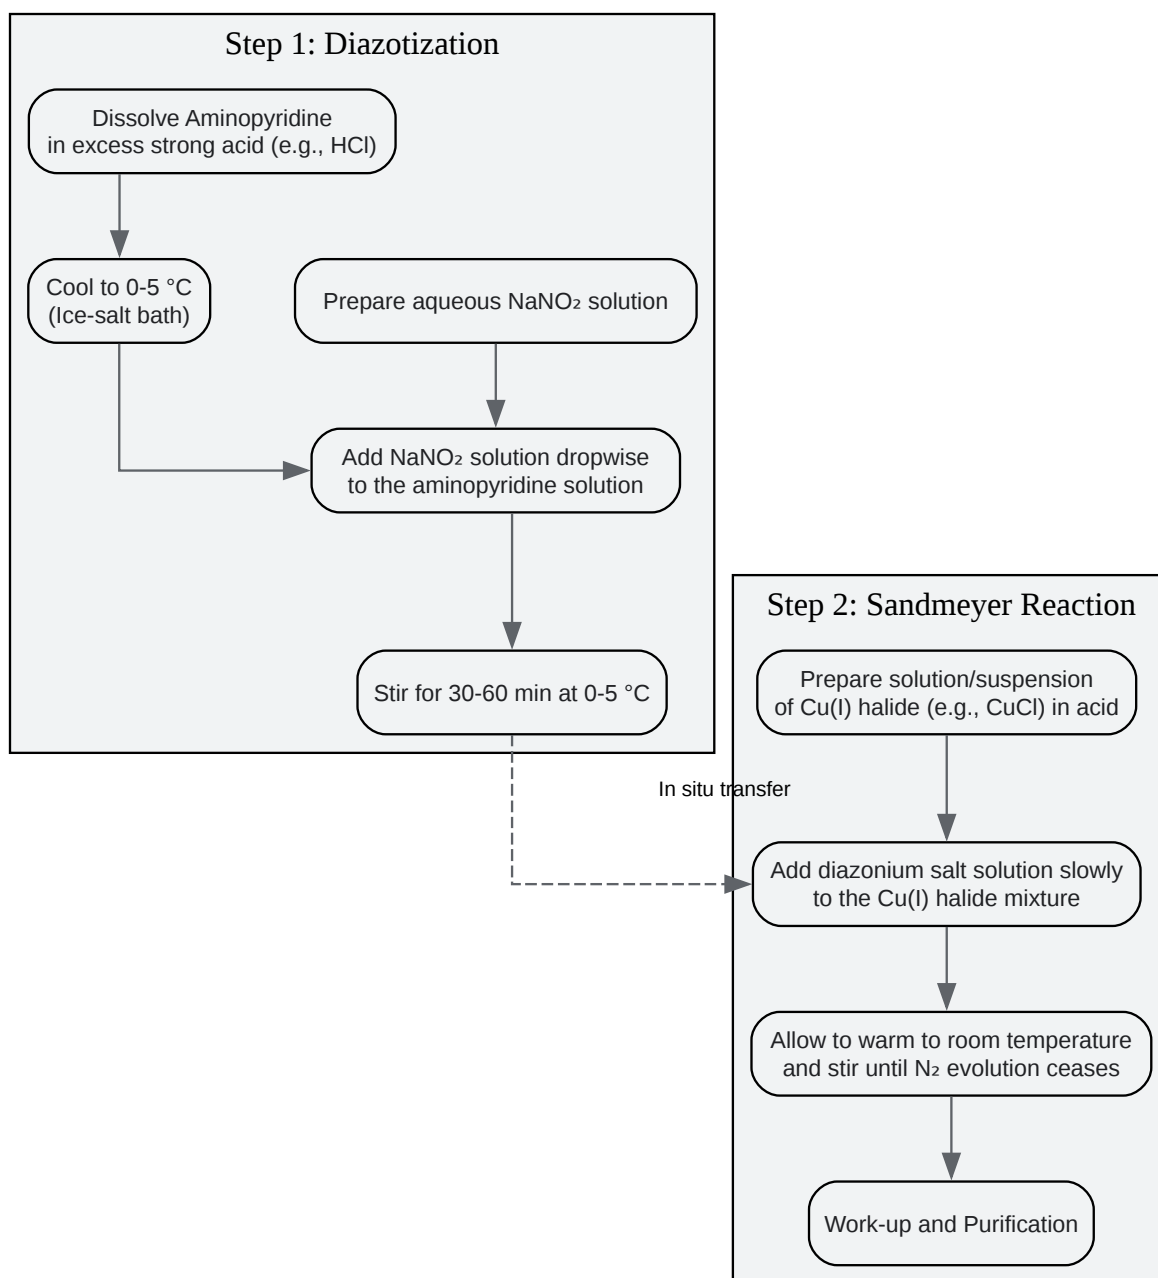 Step 1: Diazotization
Dissolve Aminopyridine
in excess strong acid (e.g., HCl)
Cool to 0-5 °C
(Ice-salt bath)
Prepare aqueous NaNO₂ solution
Add NaNO₂ solution dropwise
to the aminopyridine solution
Stir for 30-60 min at 0-5 °C
In situ transfer
Step 2: Sandmeyer Reaction
Prepare solution/suspension
of Cu(I) halide (e.g., CuCl) in acid
Add diazonium salt solution slowly
to the Cu(I) halide mixture
Allow to warm to room temperature
and stir until N₂ evolution ceases
Work-up and Purification